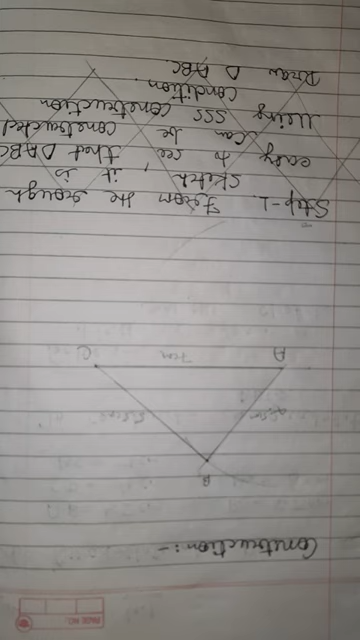 PAGE NO.
Construction :-
B
A
7cm
C
Step-1 From the rough
sketch, it is
easy to see that DABC
can be constructed
Using SSS construction
condition.
Draw Δ ABC.